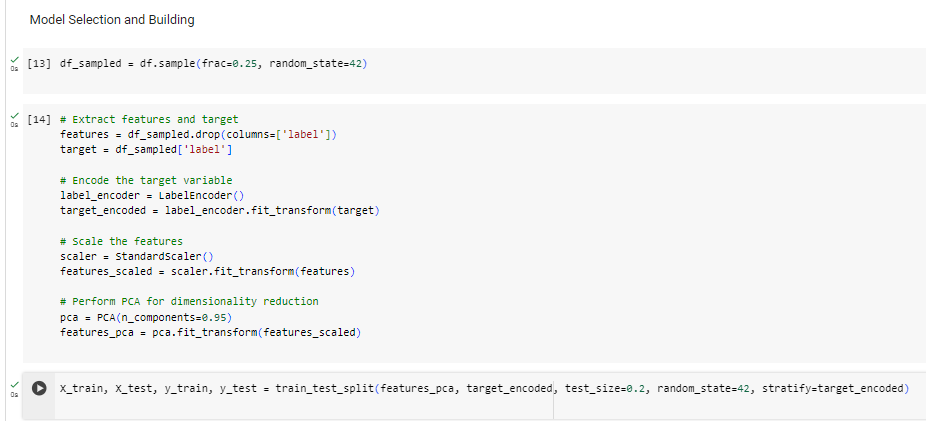 Model Selection and Building
0s
[13] df_sampled = df.sample(frac=0.25, random_state=42)
0s
[14] # Extract features and target
features = df_sampled.drop(columns=['label'])
target = df_sampled['label']
# Encode the target variable
label_encoder = LabelEncoder()
target_encoded = label_encoder.fit_transform(target)
# Scale the features
scaler = StandardScaler()
features_scaled = scaler.fit_transform(features)
# Perform PCA for dimensionality reduction
pca = PCA(n_components=0.95)
features_pca = pca.fit_transform(features_scaled)
0s
X_train, X_test, y_train, y_test = train_test_split(features_pca, target_encoded, test_size=0.2, random_state=42, stratify=target_encoded)